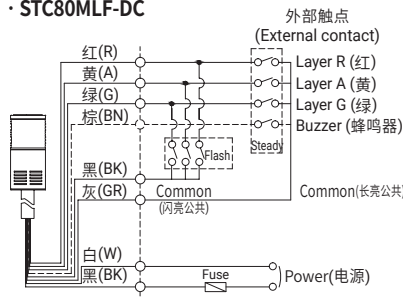 · STC80MLF-DC
外部触点
(External contact)
红(R)
Layer R (红)
黄(A)
Layer A (黄)
绿(G)
Layer G (绿)
棕(BN)
Buzzer (蜂鸣器)
Flash
Steady
黑(BK)
灰(GR)
Common
(闪亮公共)
Common(长亮公共)
白(W)
黑(BK)
Fuse
Power(电源)